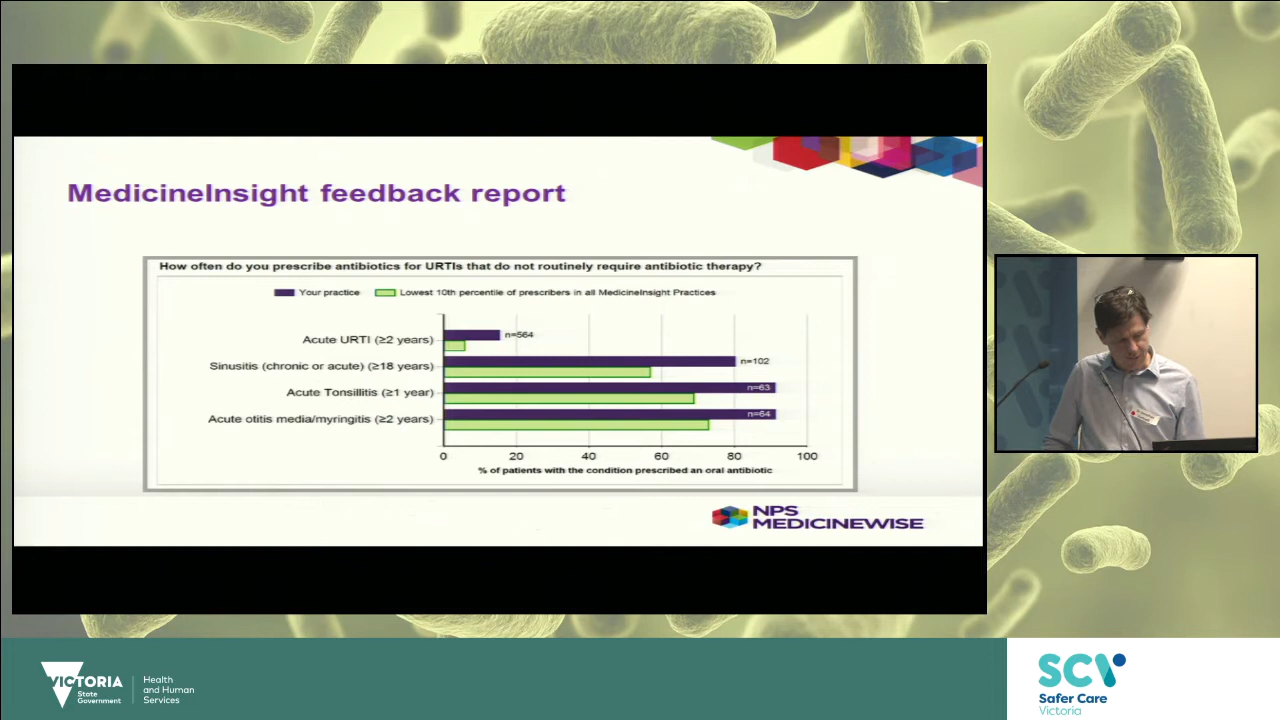 MedicineInsight feedback report
How often do you prescribe antibiotics for URTIs that do not routinely require antibiotic therapy?
Your practice
Lowest 10th percentile of prescribers in all MedicineInsight Practices
Acute URTI (≥2 years)
n=564
Sinusitis (chronic or acute) (≥18 years)
n=102
Acute Tonsillitis (≥1 year)
n=63
Acute otitis media/myringitis (≥2 years)
n=64
0 20 40 60 80 100
% of patients with the condition prescribed an oral antibiotic
NPS
MEDICINEWISE
VICTORIA
State
Government
Health
and Human
Services
SCV
Safer Care
Victoria